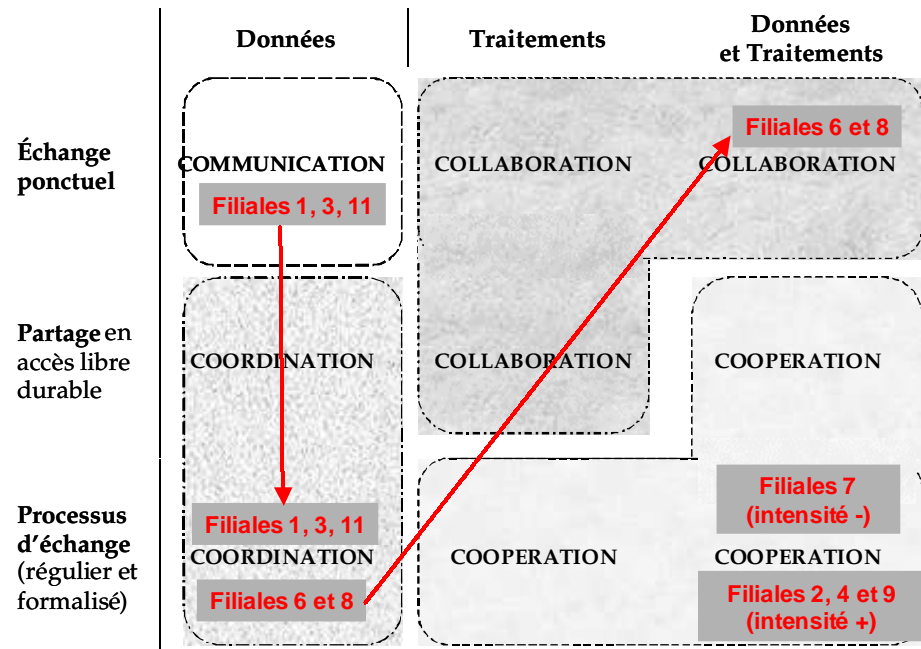 Données
Traitements
Données
et Traitements
Échange
ponctuel
COMMUNICATION
Filiales 1, 3, 11
COLLABORATION
Filiales 6 et 8
COLLABORATION
Partage en
accès libre
durable
COORDINATION
COLLABORATION
COOPERATION
Processus
d'échange
(régulier et
formalisé)
Filiales 1, 3, 11
COORDINATION
Filiales 6 et 8
COOPERATION
Filiales 7
(intensité -)
COOPERATION
Filiales 2, 4 et 9
(intensité +)